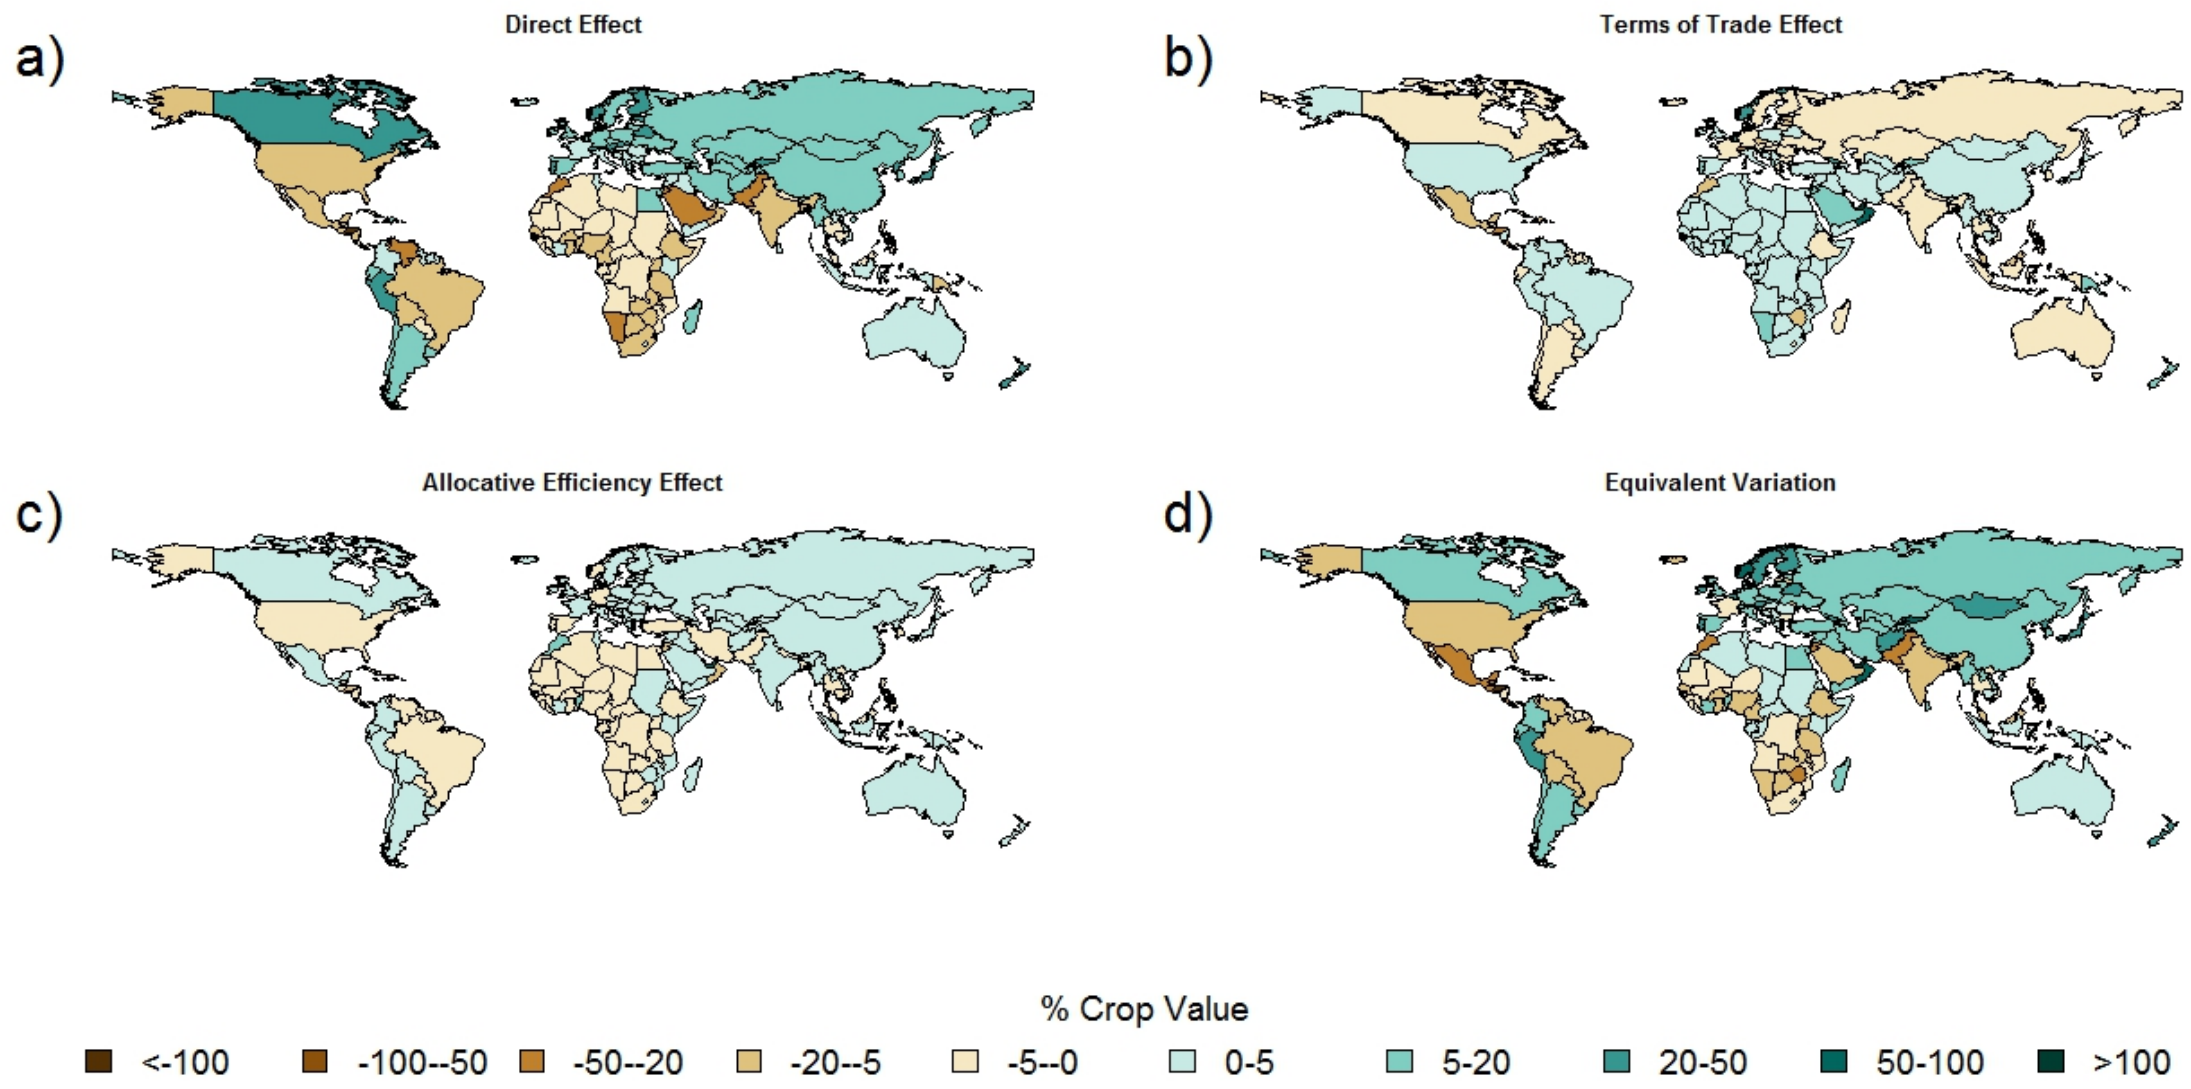 Direct Effect
a)
Terms of Trade Effect
b)
Allocative Efficiency Effect
c)
Equivalent Variation
d)
% Crop Value
<-100 -100--50 -50--20 -20--5 -5--0 0-5 5-20 20-50 50-100 >100